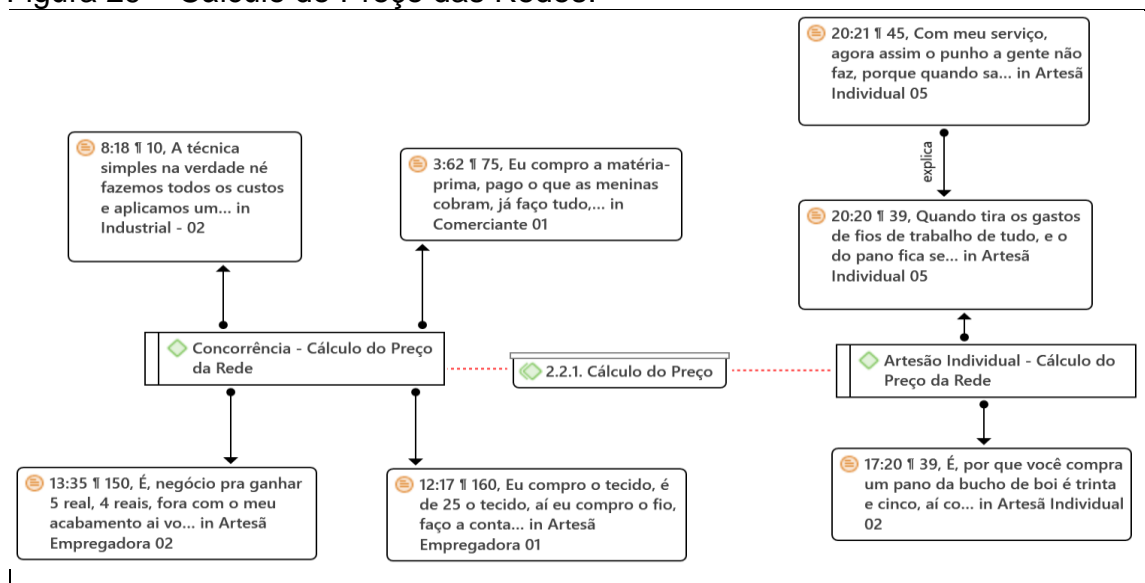 Figura 20 – Cálculo do Preço das Redes.
20:21 ¶ 45, Com meu serviço,
agora assim o punho a gente não
faz, porque quando sa... in Artesã
Individual 05
8:18 ¶ 10, A técnica
simples na verdade né
fazemos todos os custos
e aplicamos um... in
Industrial - 02
3:62 ¶ 75, Eu compro a matéria-
prima, pago o que as meninas
cobram, já faço tudo,... in
Comerciante 01
explica
20:20 ¶ 39, Quando tira os gastos
de fios de trabalho de tudo, e o
do pano fica se... in Artesã
Individual 05
Concorrência - Cálculo do Preço
da Rede
2.2.1. Cálculo do Preço
Artesão Individual - Cálculo do
Preço da Rede
13:35 ¶ 150, É, negócio pra ganhar
5 real, 4 reais, fora com o meu
acabamento ai vo... in Artesã
Empregadora 02
12:17 ¶ 160, Eu compro o tecido, é
de 25 o tecido, aí eu compro o fio,
faço a conta... in Artesã
Empregadora 01
17:20 ¶ 39, É, por que você compra
um pano da bucho de boi é trinta
e cinco, aí co... in Artesã Individual
02